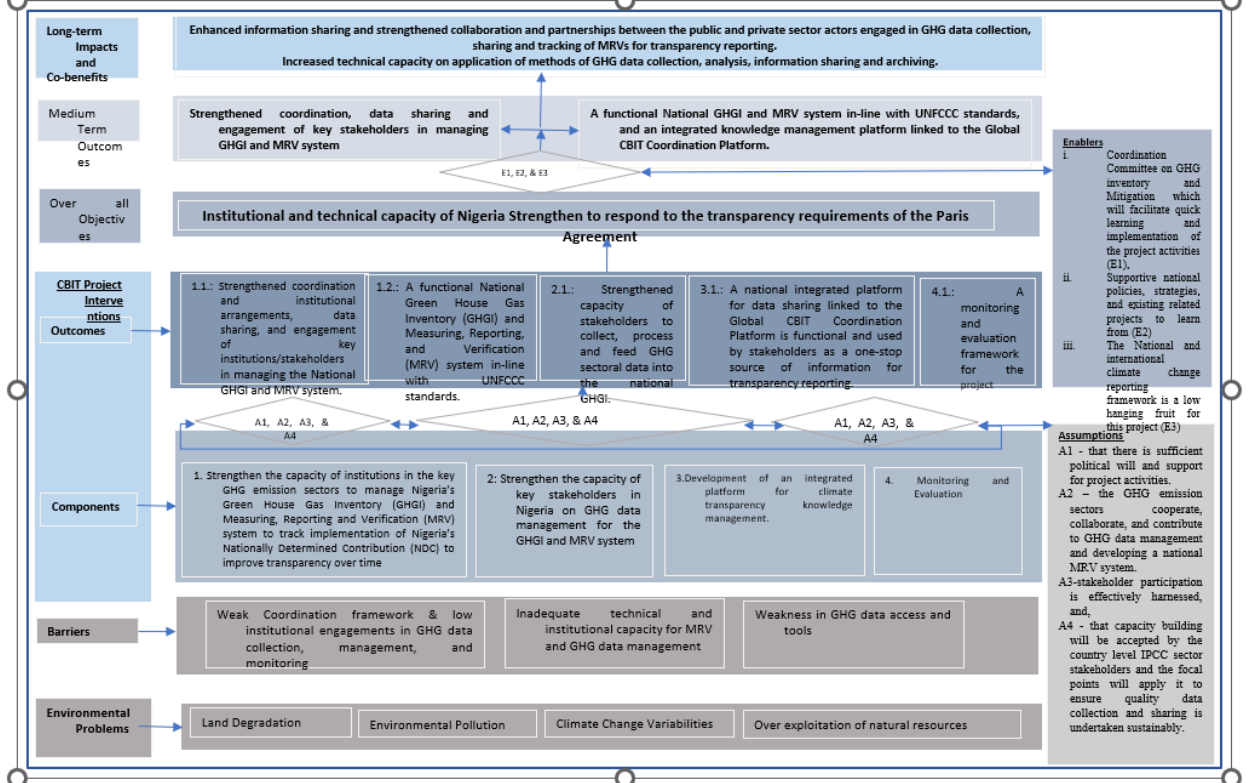 Long-term
Impacts
and
Co-benefits
Enhanced information sharing and strengthened collaboration and partnerships between the public and private sector actors engaged in GHG data collection,
sharing and tracking of MRVs for transparency reporting.
Increased technical capacity on application of methods of GHG data collection, analysis, information sharing and archiving.
Medium
Term
Outcom
es
Strengthened coordination, data sharing and
engagement of key stakeholders in managing
GHGI and MRV system
A functional National GHGI and MRV system in-line with UNFCCC standards,
and an integrated knowledge management platform linked to the Global
CBIT Coordination Platform.
E1, E2, & E3
Over all
Objectiv
es
Institutional and technical capacity of Nigeria Strengthen to respond to the transparency requirements of the Paris
Agreement
Enablers
i. Coordination
Committee on GHG
inventory and
Mitigation which
will facilitate quick
learning and
implementation of
the project activities
(E1),
ii. Supportive national
policies, strategies,
and existing related
projects to learn
from (E2)
iii. The National and
international
climate change
reporting
framework is a low
hanging fruit for
this project (E3)
CBIT Project
Interve
ntions
Outcomes
1.1.: Strengthened coordination
and institutional
arrangements, data
sharing, and engagement
of key
institutions/stakeholders
in managing the National
GHGI and MRV system.
1.2.: A functional National
Green House Gas
Inventory (GHGI) and
Measuring, Reporting,
and Verification
(MRV) system in-line
with UNFCCC
standards.
2.1.: Strengthened
capacity of
stakeholders to
collect, process
and feed GHG
sectoral data into
the national
GHGI.
3.1.: A national integrated platform
for data sharing linked to the
Global CBIT Coordination
Platform is functional and used
by stakeholders as a one-stop
source of information for
transparency reporting.
4.1.: A
monitoring
and
evaluation
framework
for the
project
A1, A2, A3, &
A4
A1, A2, A3, & A4
A1, A2, A3, &
A4
Components
1. Strengthen the capacity of institutions in the key
GHG emission sectors to manage Nigeria's
Green House Gas Inventory (GHGI) and
Measuring, Reporting and Verification (MRV)
system to track implementation of Nigeria's
Nationally Determined Contribution (NDC) to
improve transparency over time
2: Strengthen the capacity of
key stakeholders in
Nigeria on GHG data
management for the
GHGI and MRV system
3.Development of an integrated
platform for climate
transparency knowledge
management.
4. Monitoring and
Evaluation
Assumptions
A1 - that there is sufficient
political will and support
for project activities.
A2 – the GHG emission
sectors cooperate,
collaborate, and contribute
to GHG data management
and developing a national
MRV system.
A3-stakeholder participation
is effectively harnessed,
and,
A4 - that capacity building
will be accepted by the
country level IPCC sector
stakeholders and the focal
points will apply it to
ensure quality data
collection and sharing is
undertaken sustainably.
Barriers
Weak Coordination framework & low
institutional engagements in GHG data
collection, management, and
monitoring
Inadequate technical and
institutional capacity for MRV
and GHG data management
Weakness in GHG data access and
tools
Environmental
Problems
Land Degradation
Environmental Pollution
Climate Change Variabilities
Over exploitation of natural resources